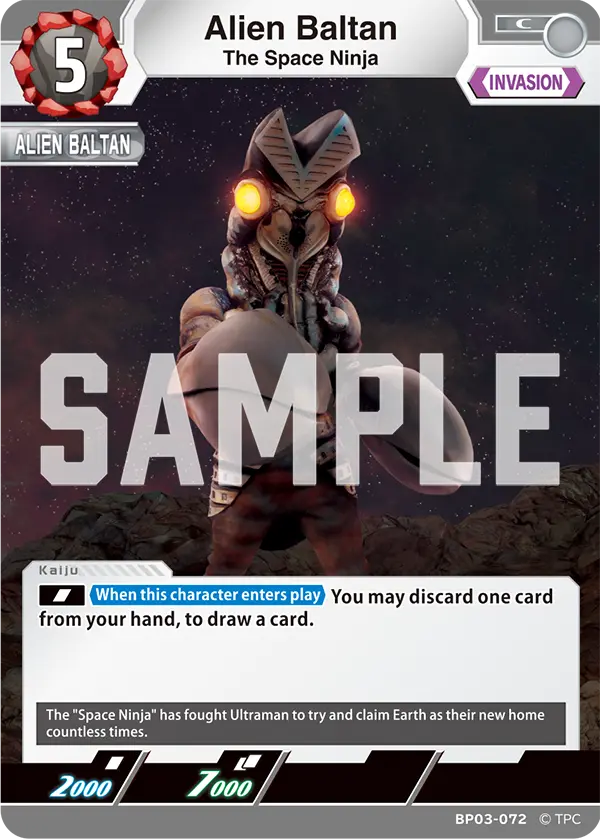 5
Alien Baltan
The Space Ninja
C
INVASION
ALIEN BALTAN
SAMPLE
Kaiju
When this character enters play You may discard one card
from your hand, to draw a card.
The "Space Ninja" has fought Ultraman to try and claim Earth as their new home
countless times.
2000
7000
BP03-072 © TPC